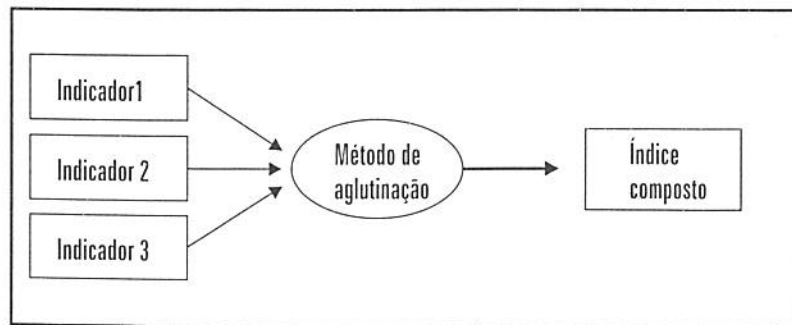 Indicador1
Indicador 2
Indicador 3
Método de
aglutinação
Índice
composto